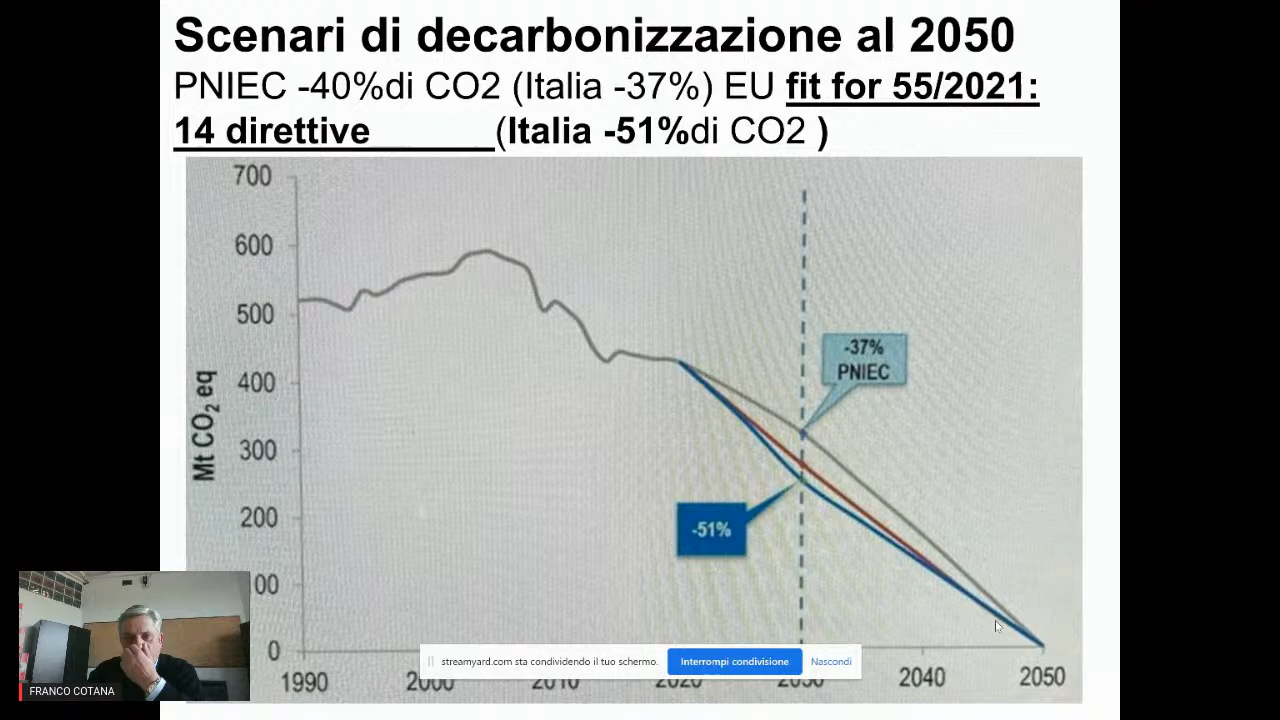 Scenari di decarbonizzazione al 2050
PNIEC -40%di CO2 (Italia -37%) EU fit for 55/2021:
14 direttive (Italia -51%di CO2 )
700
600
500
400
300
200
00
0
Mt CO2 eq
-37%
PNIEC
-51%
1990
2000
2010
2020
2030
2040
2050
streamyard.com sta condividendo il tuo schermo.
Interrompi condivisione
Nascondi
FRANCO COTANA